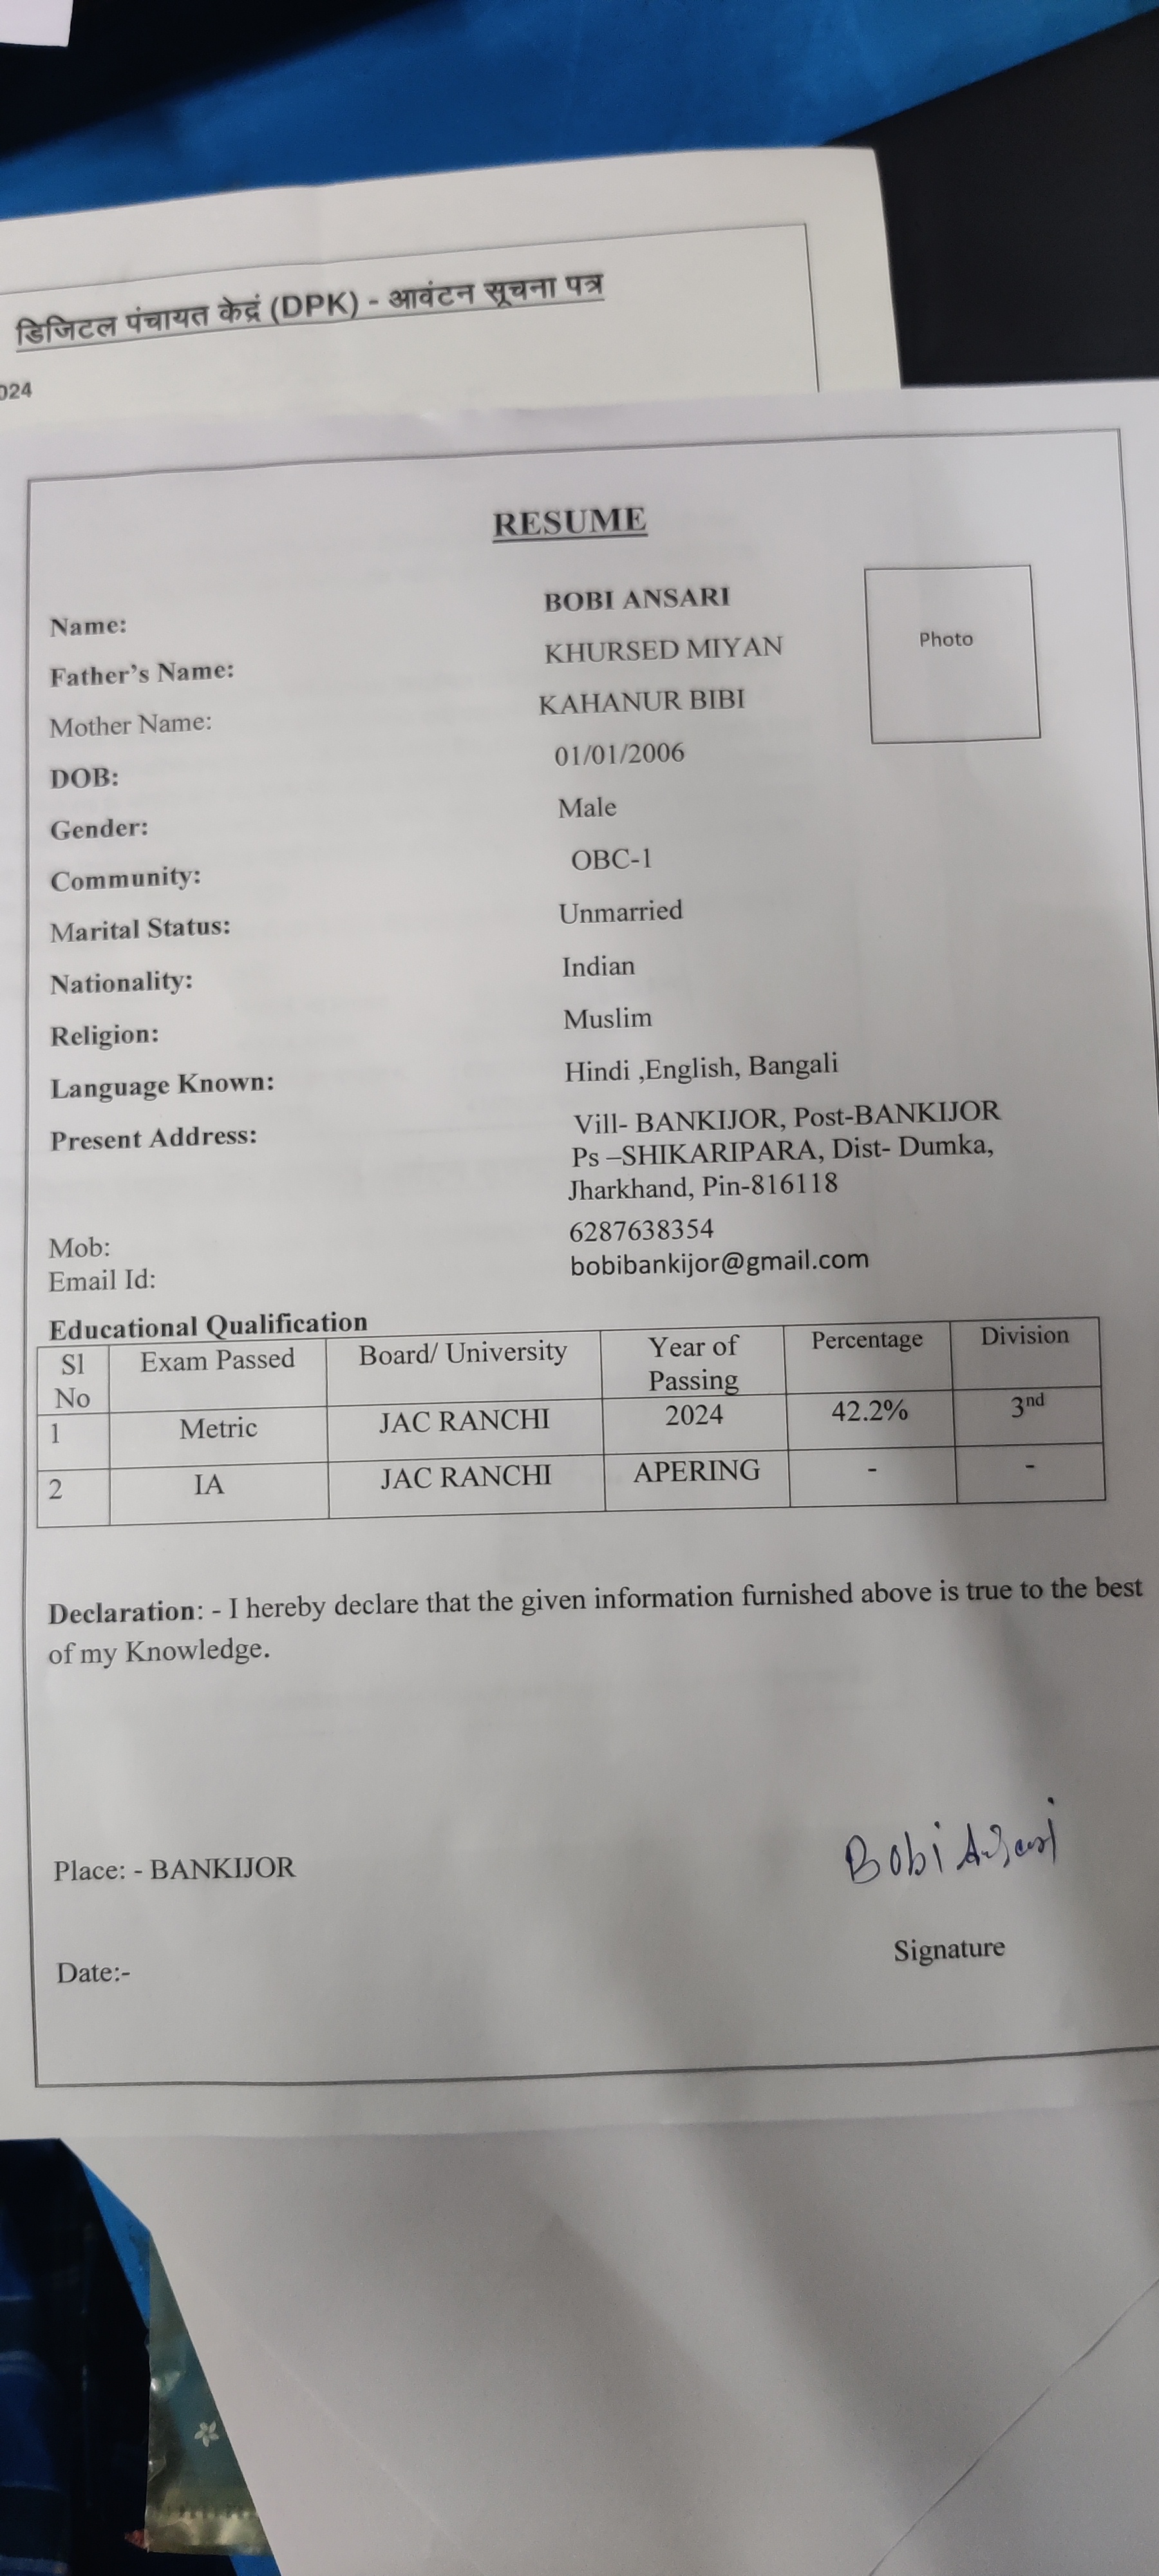 डिजिटल पंचायत केद्रं (DPK) - आवंटन सूचना पत्र
024
RESUME
Name: BOBI ANSARI
Photo
Father's Name: KHURSED MIYAN
Mother Name: KAHANUR BIBI
DOB: 01/01/2006
Gender: Male
Community: OBC-1
Marital Status: Unmarried
Nationality: Indian
Religion: Muslim
Language Known: Hindi ,English, Bangali
Present Address: Vill- BANKIJOR, Post-BANKIJOR
Ps –SHIKARIPARA, Dist- Dumka,
Jharkhand, Pin-816118
Mob: 6287638354
Email Id: bobibankijor@gmail.com
Educational Qualification
Sl No Exam Passed Board/ University Year of Passing Percentage Division
1 Metric JAC RANCHI 2024 42.2% 3nd
2 IA JAC RANCHI APERING - -
Declaration: - I hereby declare that the given information furnished above is true to the best
of my Knowledge.
Bobi Ansari
Place: - BANKIJOR
Signature
Date:-